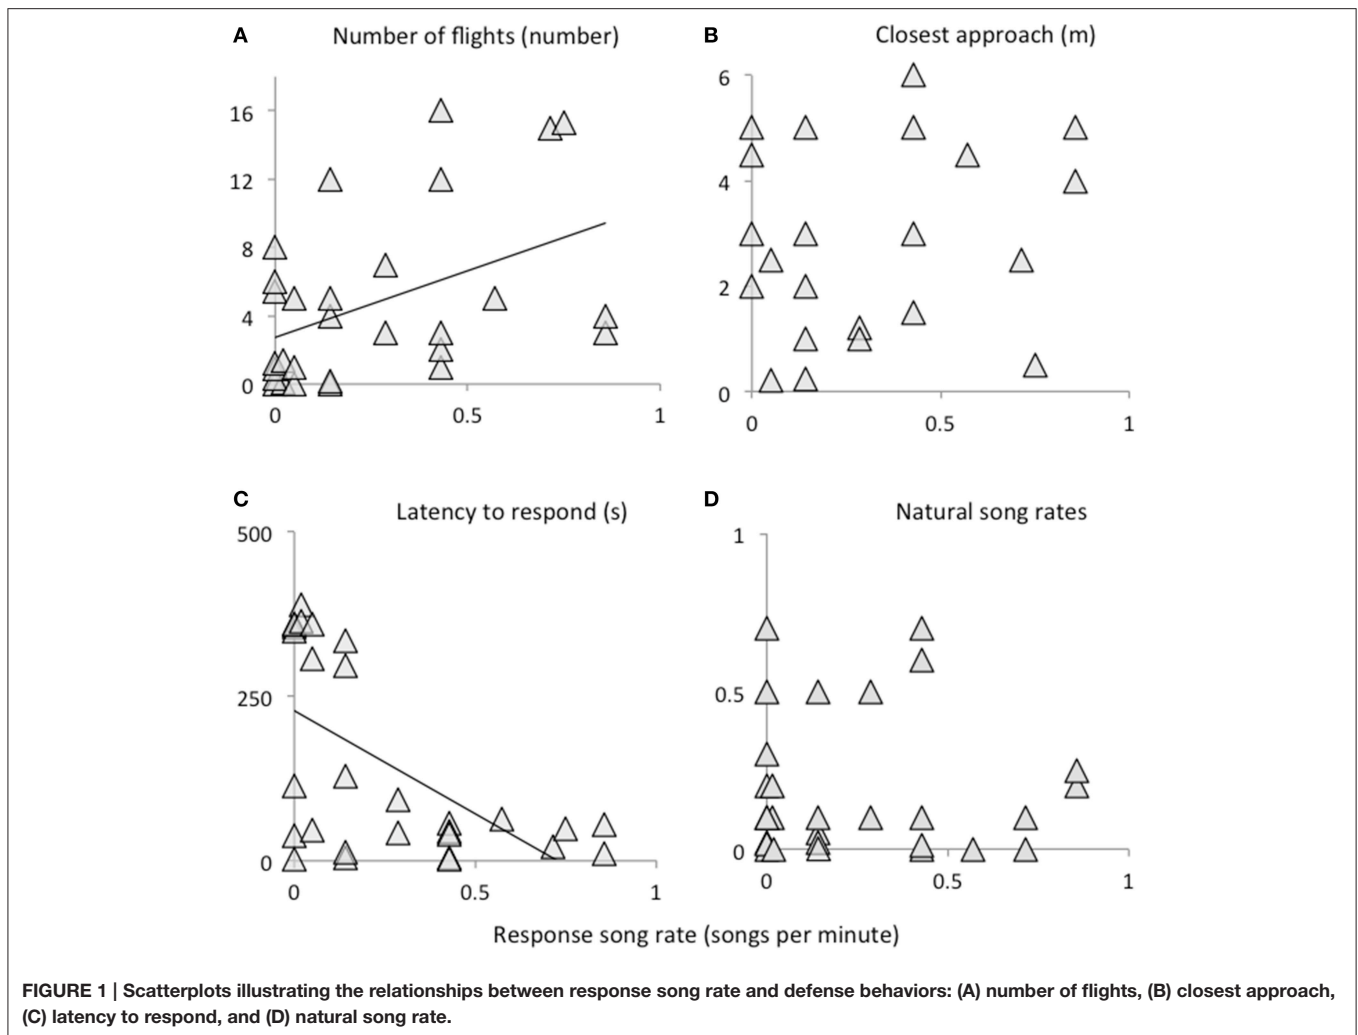 A Number of flights (number)
16
12
8
4
0
0 0.5 1
B Closest approach (m)
6
4
2
0
0 0.5 1
C Latency to respond (s)
500
250
0
0 0.5 1
D Natural song rates
1
0.5
0
0 0.5 1
Response song rate (songs per minute)
FIGURE 1 | Scatterplots illustrating the relationships between response song rate and defense behaviors: (A) number of flights, (B) closest approach,
(C) latency to respond, and (D) natural song rate.